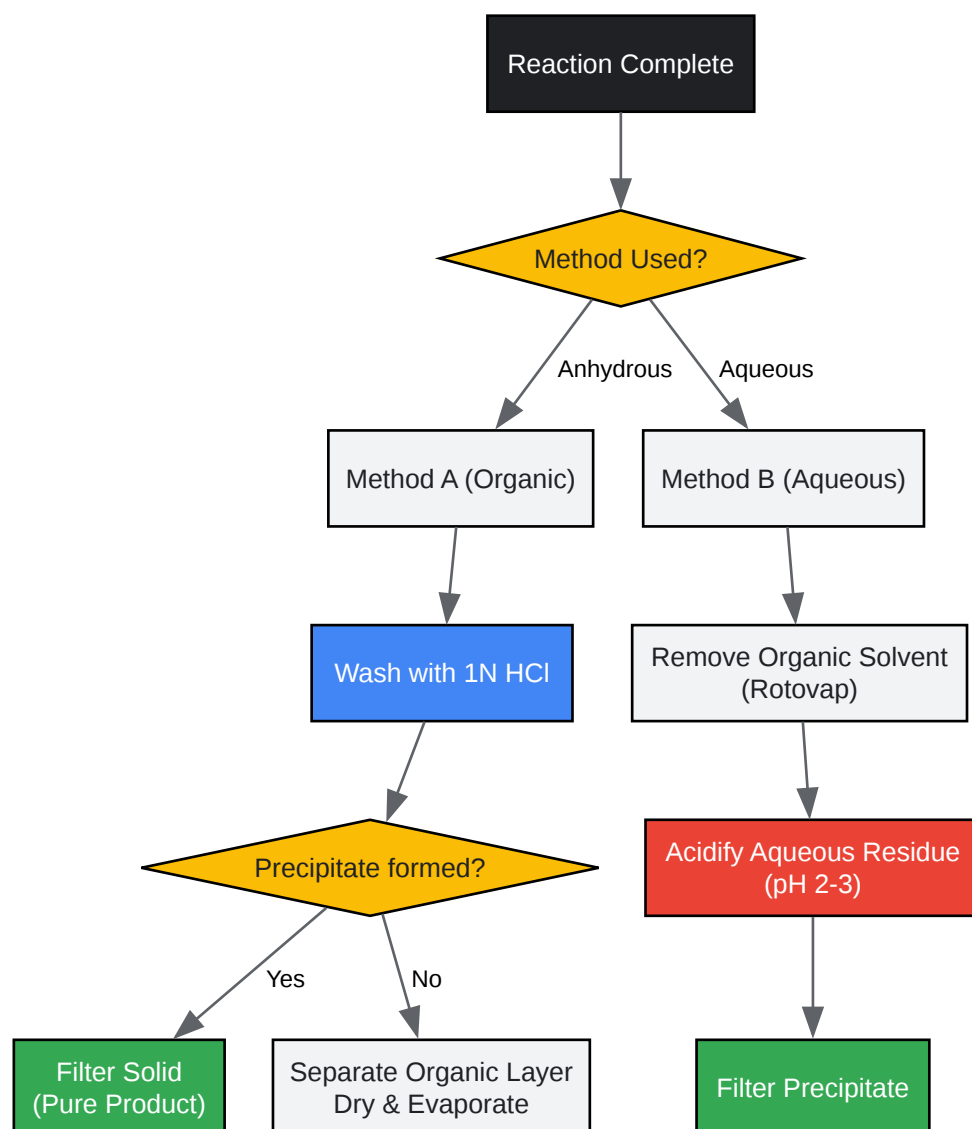 Reaction Complete
Method Used?
Anhydrous
Aqueous
Method A (Organic)
Method B (Aqueous)
Wash with 1N HCl
Remove Organic Solvent
(Rotovap)
Precipitate formed?
Acidify Aqueous Residue
(pH 2-3)
Yes
No
Filter Solid
(Pure Product)
Separate Organic Layer
Dry & Evaporate
Filter Precipitate